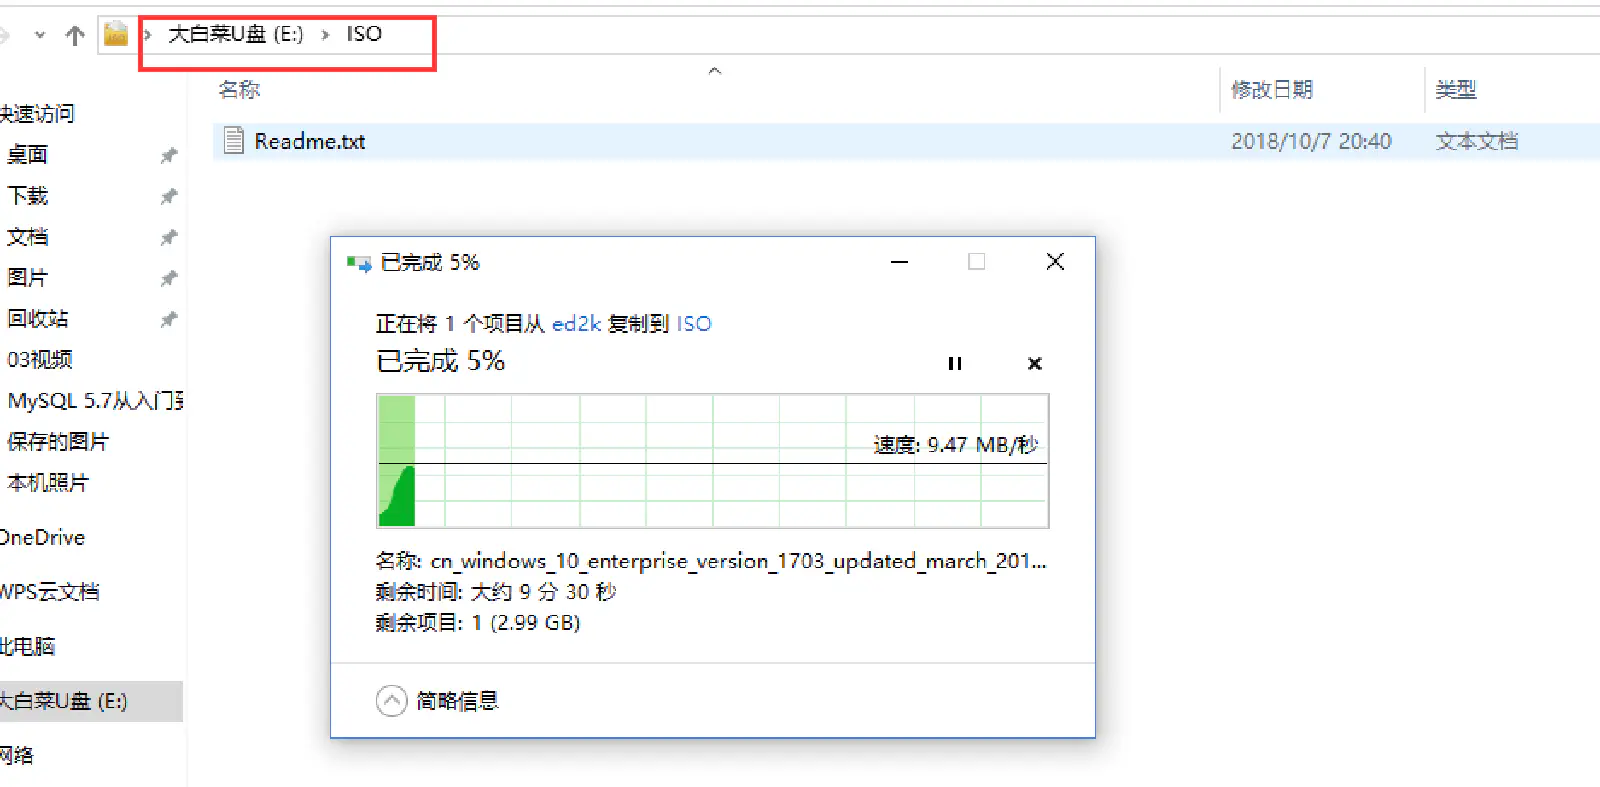 大白菜U盘 (E:) › ISO
名称 修改日期 类型
快速访问
Readme.txt 2018/10/7 20:40 文本文档
桌面
下载
文档
图片
回收站
03视频
MySQL 5.7从入门到
保存的图片
本机照片
OneDrive
WPS云文档
此电脑
大白菜U盘 (E:)
网络
已完成 5%
正在将 1 个项目从 ed2k 复制到 ISO
已完成 5%
速度: 9.47 MB/秒
名称: cn_windows_10_enterprise_version_1703_updated_march_201...
剩余时间: 大约 9 分 30 秒
剩余项目: 1 (2.99 GB)
简略信息